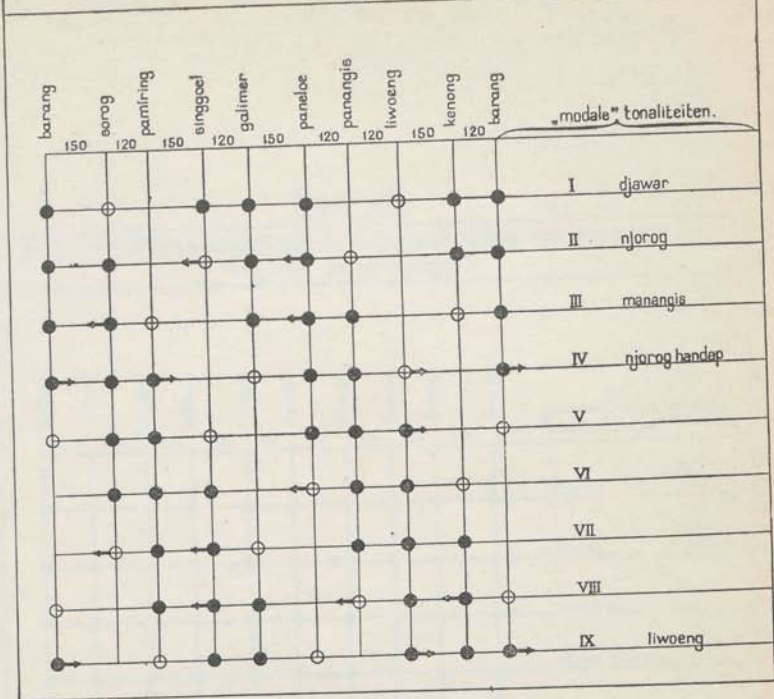 barang
sorog
pamiring
singgoel
galimer
paneloe
panangis
liwoeng
kenong
barang
„modale” tonaliteiten.
150 120 150 120 150 120 120 150 120
I djawar
II njorog
III manangis
IV njorog handap
V
VI
VII
VIII
IX liwoeng